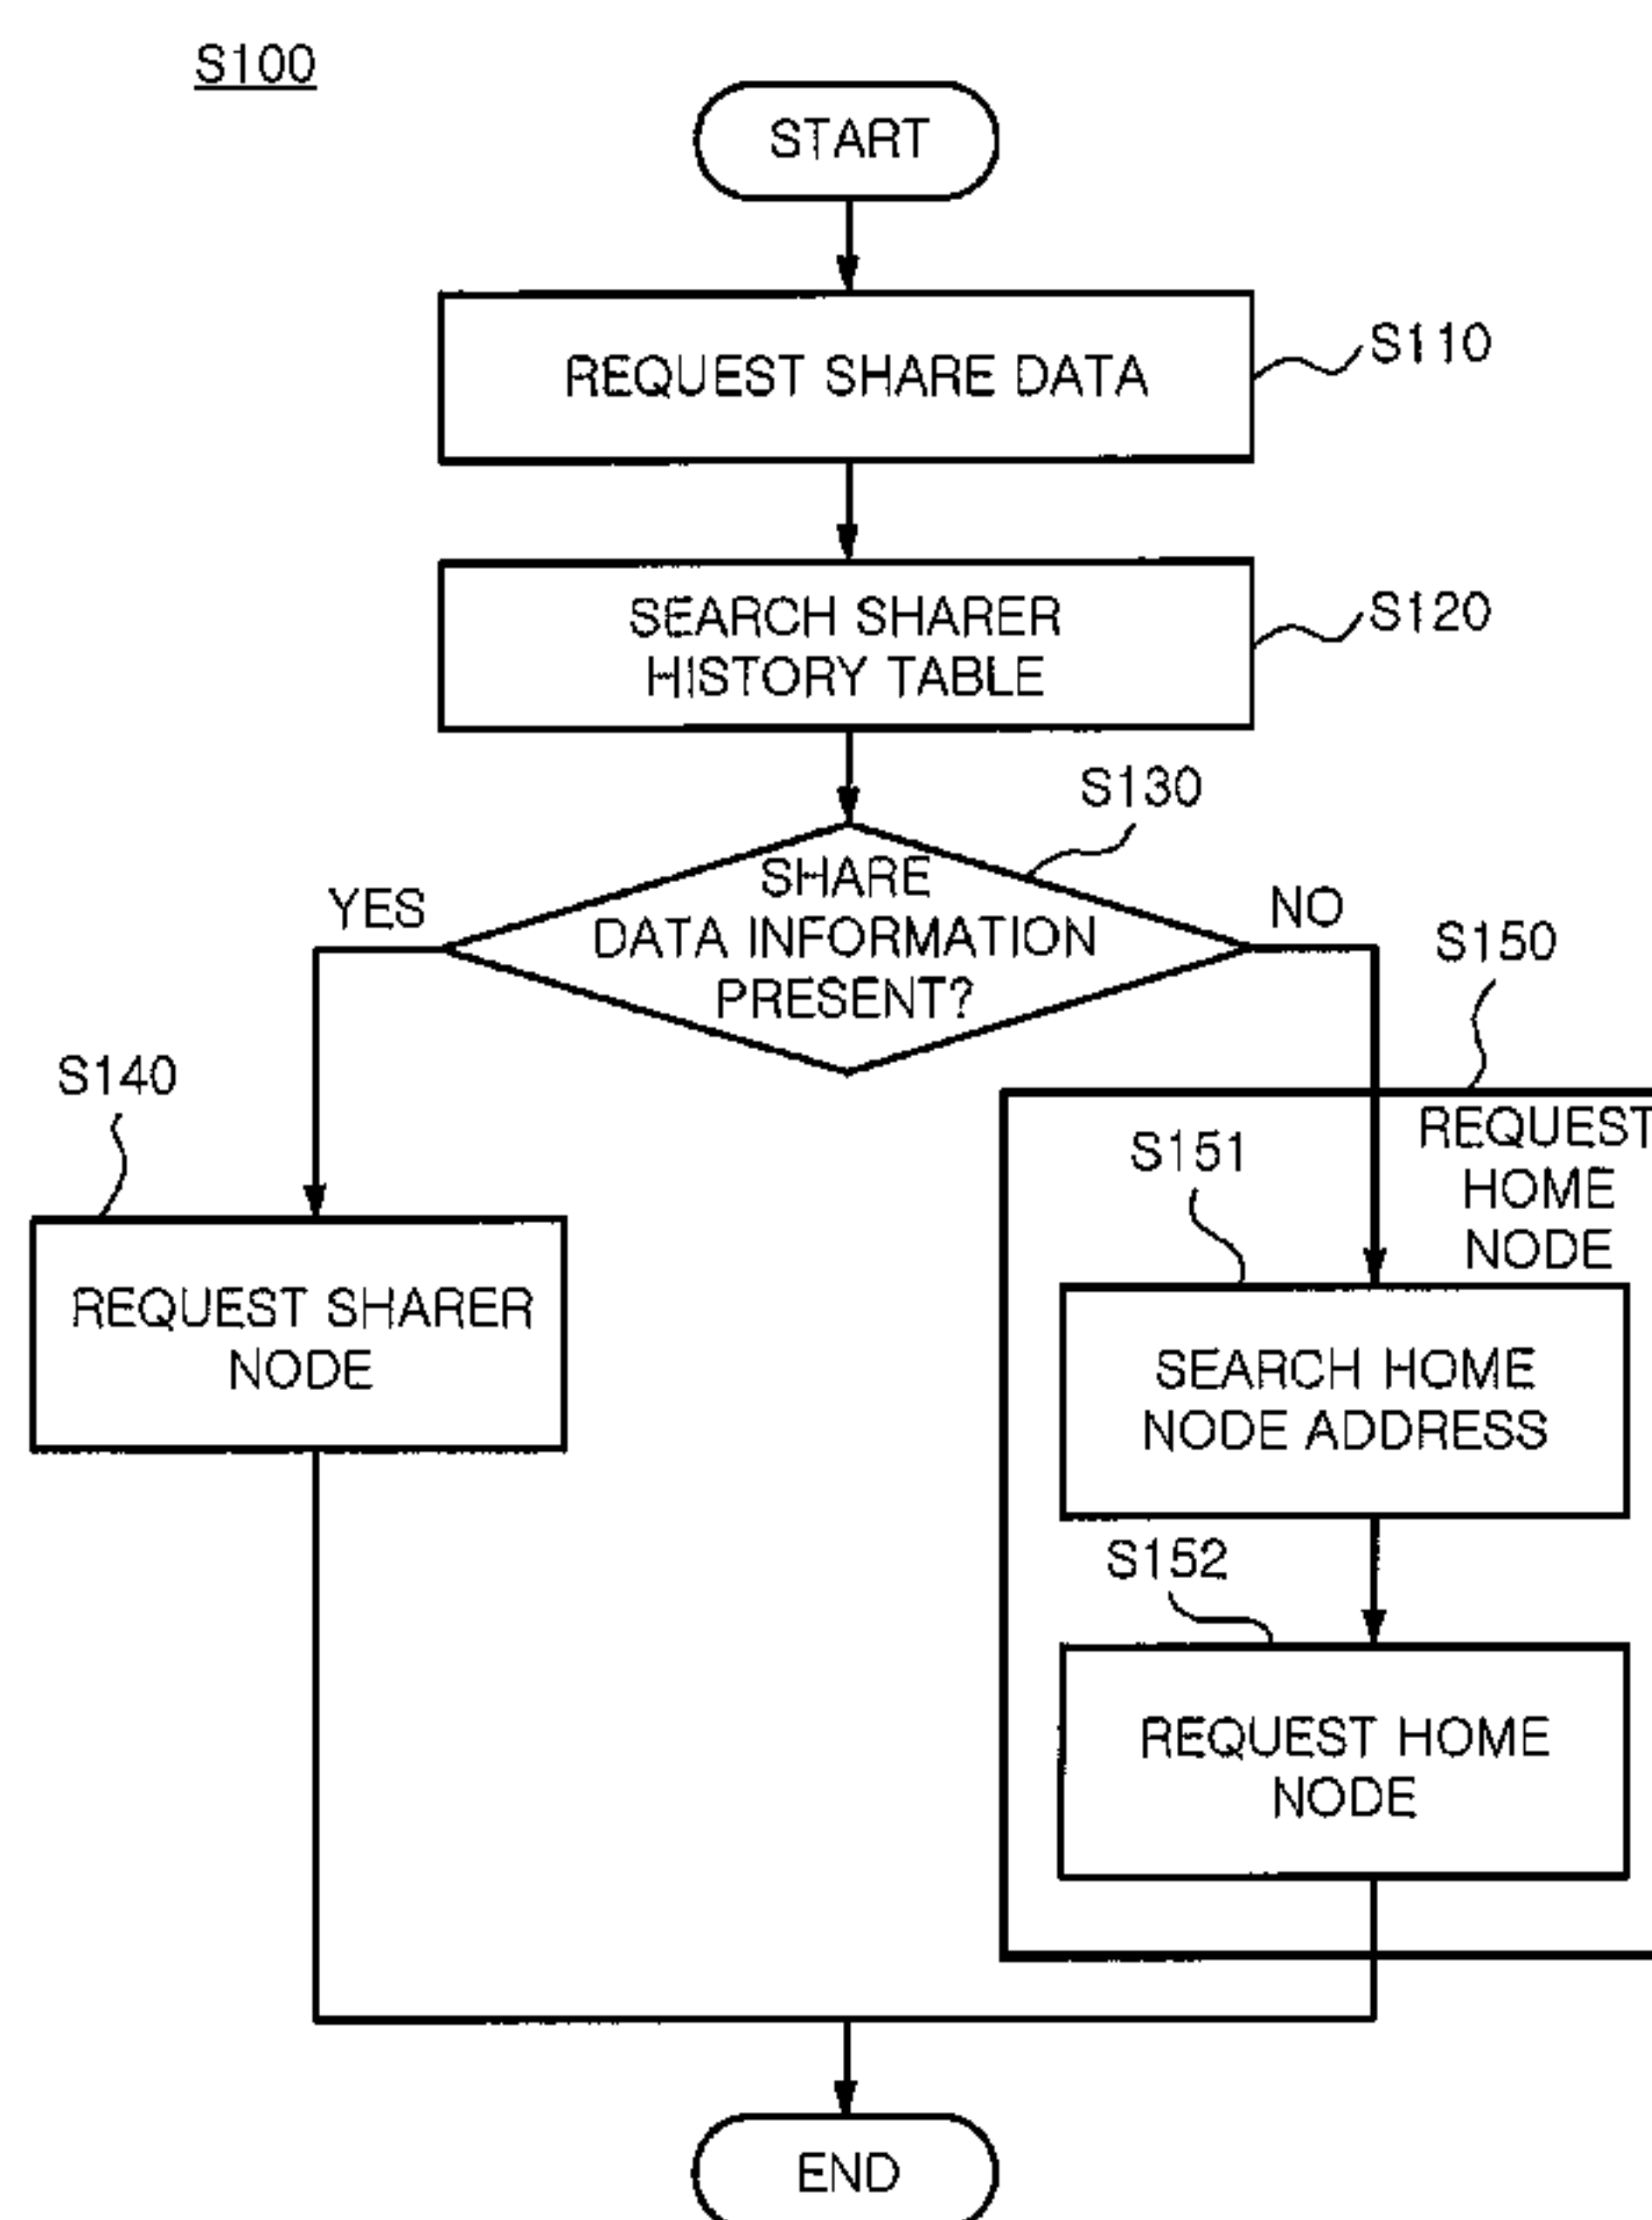 S100
START
REQUEST SHARE DATA
S110
SEARCH SHARER
HISTORY TABLE
S120
S130
SHARE
DATA INFORMATION
PRESENT?
YES
NO
S150
S140
REQUEST SHARER
NODE
REQUEST
HOME
NODE
S151
SEARCH HOME
NODE ADDRESS
S152
REQUEST HOME
NODE
END